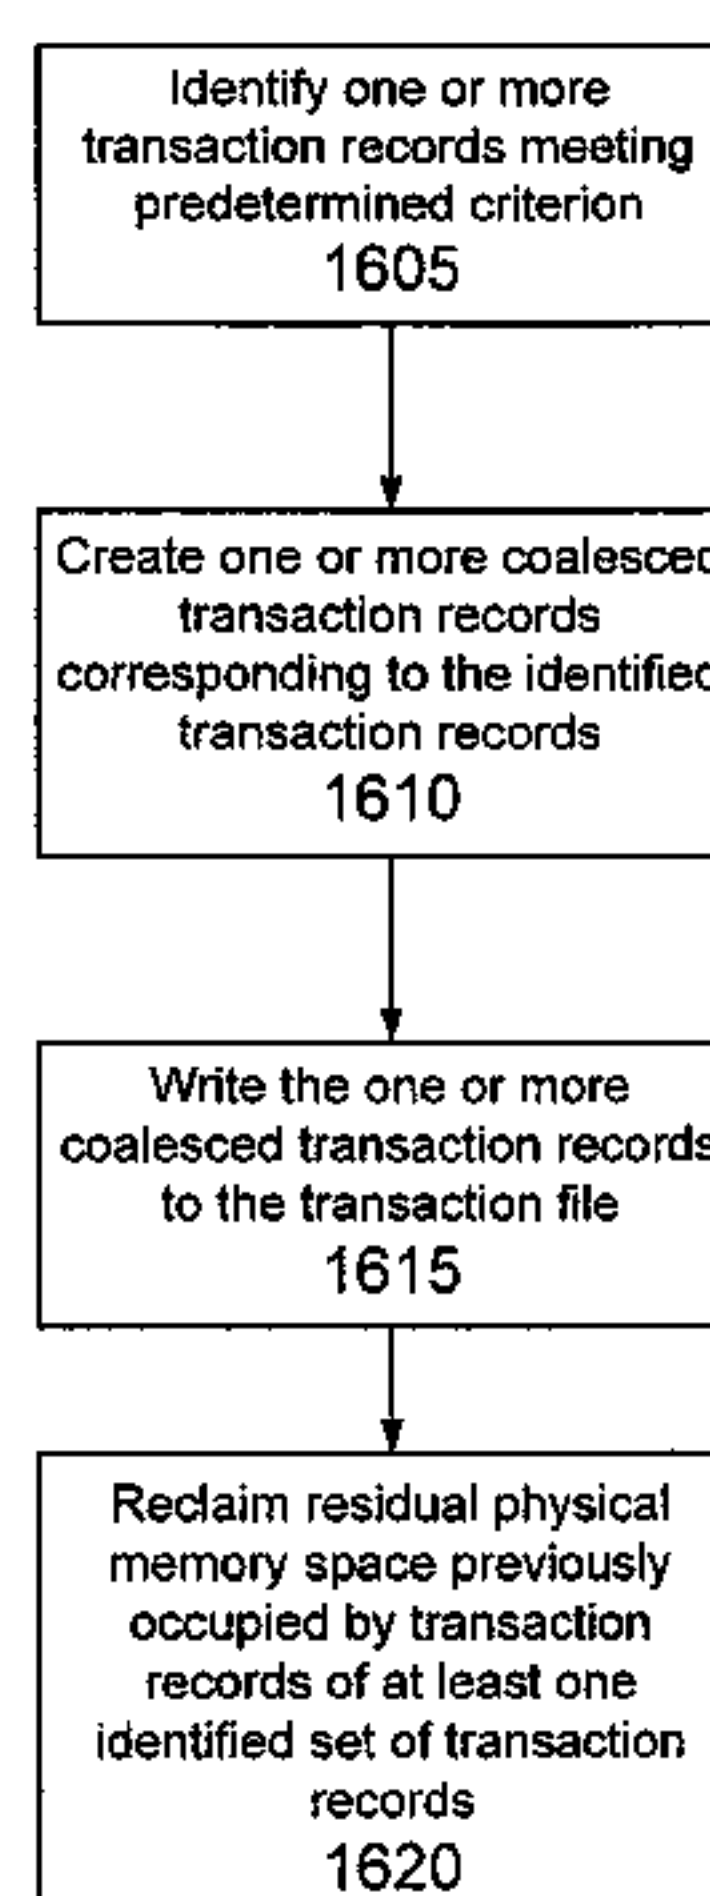 Identify one or more
transaction records meeting
predetermined criterion
1605
Create one or more coalesced
transaction records
corresponding to the identified
transaction records
1610
Write the one or more
coalesced transaction records
to the transaction file
1615
Reclaim residual physical
memory space previously
occupied by transaction
records of at least one
identified set of transaction
records
1620